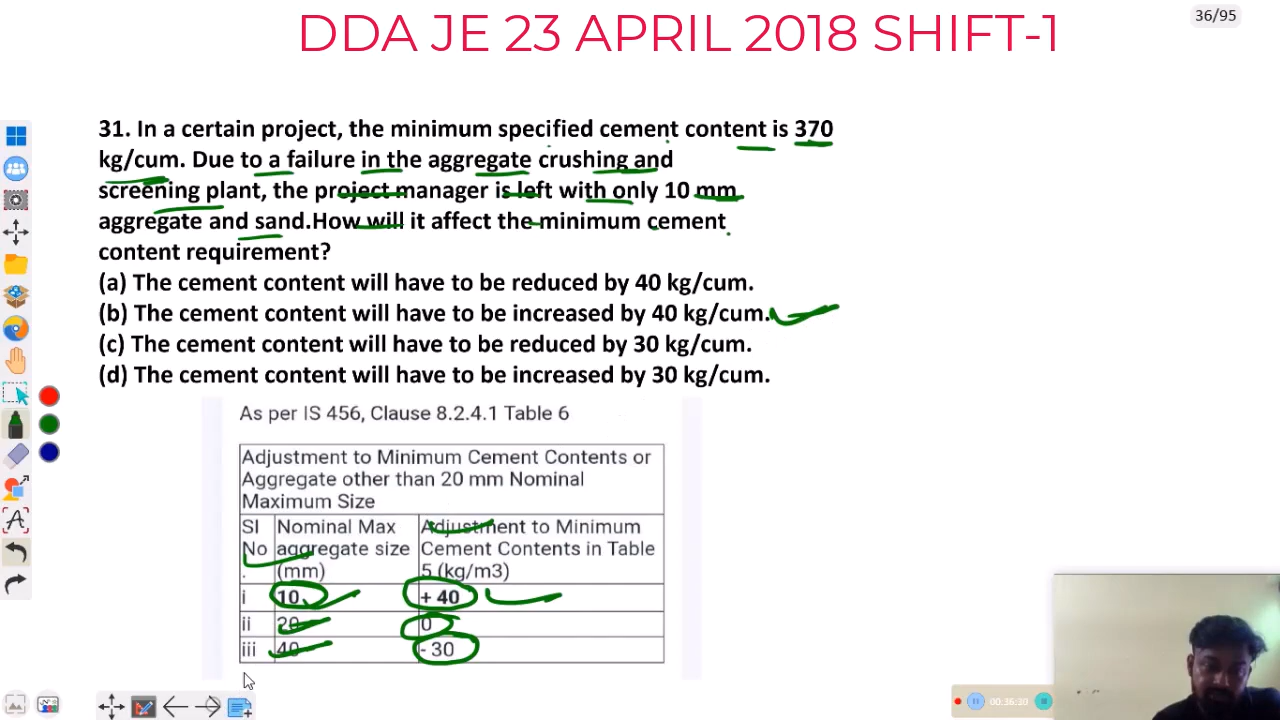 DDA JE 23 APRIL 2018 SHIFT-1
36/95
31. In a certain project, the minimum specified cement content is 370
kg/cum. Due to a failure in the aggregate crushing and
screening plant, the project manager is left with only 10 mm
aggregate and sand.How will it affect the minimum cement
content requirement?
(a) The cement content will have to be reduced by 40 kg/cum.
(b) The cement content will have to be increased by 40 kg/cum.
(c) The cement content will have to be reduced by 30 kg/cum.
(d) The cement content will have to be increased by 30 kg/cum.
As per IS 456, Clause 8.2.4.1 Table 6
Adjustment to Minimum Cement Contents or
Aggregate other than 20 mm Nominal
Maximum Size
Sl Nominal Max Adjustment to Minimum
No aggregate size Cement Contents in Table
. (mm) 5 (kg/m3)
i 10 + 40
ii 20 0
iii 40 - 30
00:36:20